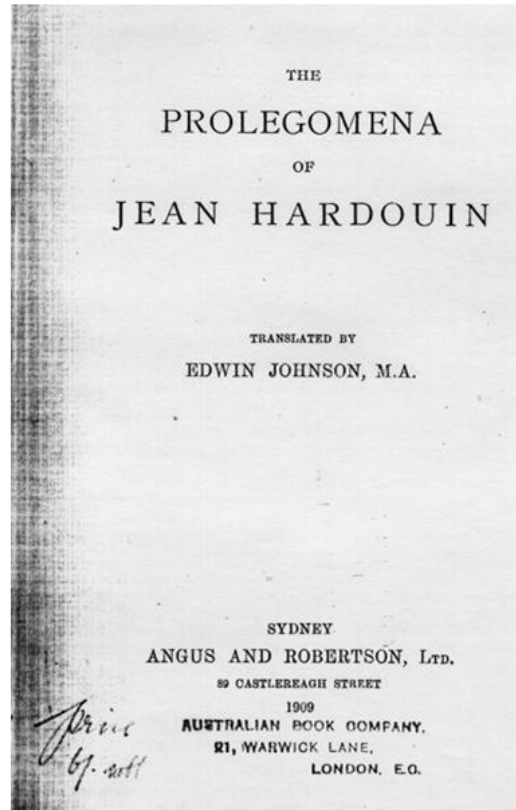 THE
PROLEGOMENA
OF
JEAN HARDOUIN
TRANSLATED BY
EDWIN JOHNSON, M.A.
SYDNEY
ANGUS AND ROBERTSON, LTD.
89 CASTLEREAGH STREET
1909
AUSTRALIAN BOOK COMPANY,
21, WARWICK LANE,
LONDON, E.C.